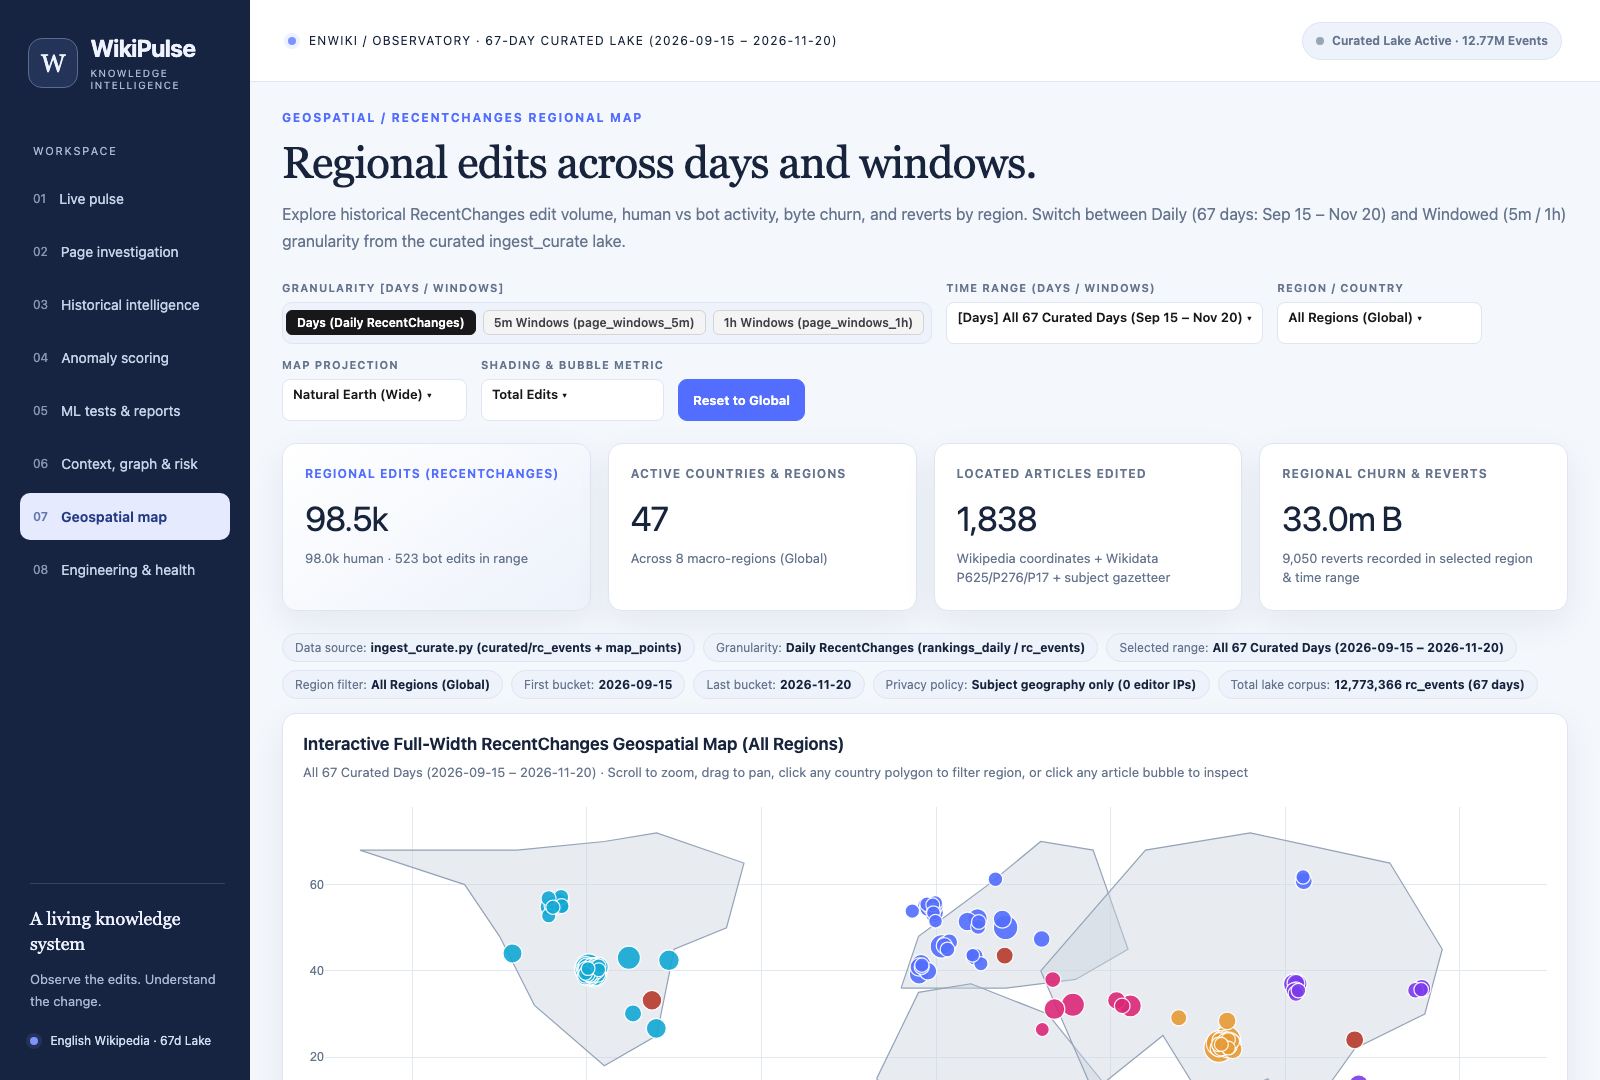 W
WikiPulse
KNOWLEDGE
INTELLIGENCE
WORKSPACE
01 Live pulse
02 Page investigation
03 Historical intelligence
04 Anomaly scoring
05 ML tests & reports
06 Context, graph & risk
07 Geospatial map
08 Engineering & health
A living knowledge
system
Observe the edits. Understand
the change.
English Wikipedia · 67d Lake
ENWIKI / OBSERVATORY · 67-DAY CURATED LAKE (2026-09-15 – 2026-11-20)
Curated Lake Active · 12.77M Events
GEOSPATIAL / RECENTCHANGES REGIONAL MAP
Regional edits across days and windows.
Explore historical RecentChanges edit volume, human vs bot activity, byte churn, and reverts by region. Switch between Daily (67 days: Sep 15 – Nov 20) and Windowed (5m / 1h)
granularity from the curated ingest_curate lake.
GRANULARITY [DAYS / WINDOWS]
Days (Daily RecentChanges)
5m Windows (page_windows_5m)
1h Windows (page_windows_1h)
TIME RANGE (DAYS / WINDOWS)
[Days] All 67 Curated Days (Sep 15 – Nov 20) ▾
REGION / COUNTRY
All Regions (Global) ▾
MAP PROJECTION
Natural Earth (Wide) ▾
SHADING & BUBBLE METRIC
Total Edits ▾
Reset to Global
REGIONAL EDITS (RECENTCHANGES)
98.5k
98.0k human · 523 bot edits in range
ACTIVE COUNTRIES & REGIONS
47
Across 8 macro-regions (Global)
LOCATED ARTICLES EDITED
1,838
Wikipedia coordinates + Wikidata
P625/P276/P17 + subject gazetteer
REGIONAL CHURN & REVERTS
33.0m B
9,050 reverts recorded in selected region
& time range
Data source: ingest_curate.py (curated/rc_events + map_points)
Granularity: Daily RecentChanges (rankings_daily / rc_events)
Selected range: All 67 Curated Days (2026-09-15 – 2026-11-20)
Region filter: All Regions (Global)
First bucket: 2026-09-15
Last bucket: 2026-11-20
Privacy policy: Subject geography only (0 editor IPs)
Total lake corpus: 12,773,366 rc_events (67 days)
Interactive Full-Width RecentChanges Geospatial Map (All Regions)
All 67 Curated Days (2026-09-15 – 2026-11-20) · Scroll to zoom, drag to pan, click any country polygon to filter region, or click any article bubble to inspect
60
40
20